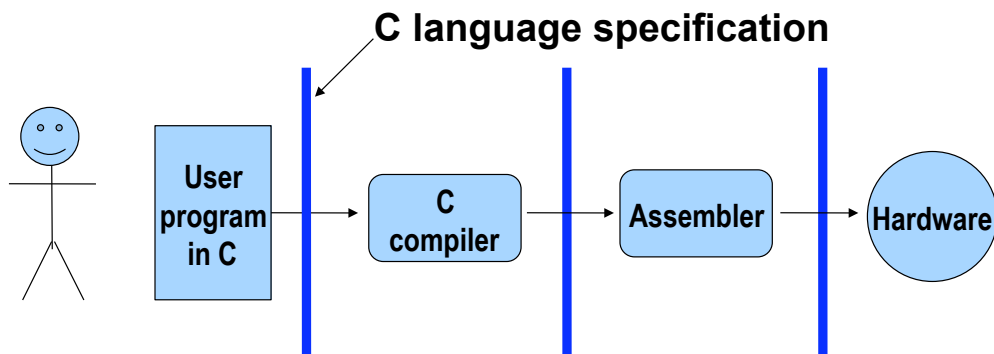 C language specification
User
program
in C
C
compiler
Assembler
Hardware